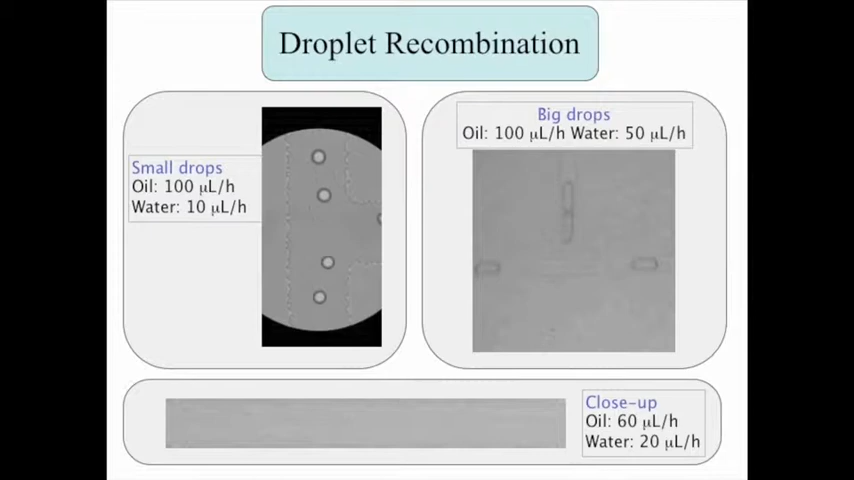 Droplet Recombination
Small drops
Oil: 100 μL/h
Water: 10 μL/h
Big drops
Oil: 100 μL/h Water: 50 μL/h
Close-up
Oil: 60 μL/h
Water: 20 μL/h